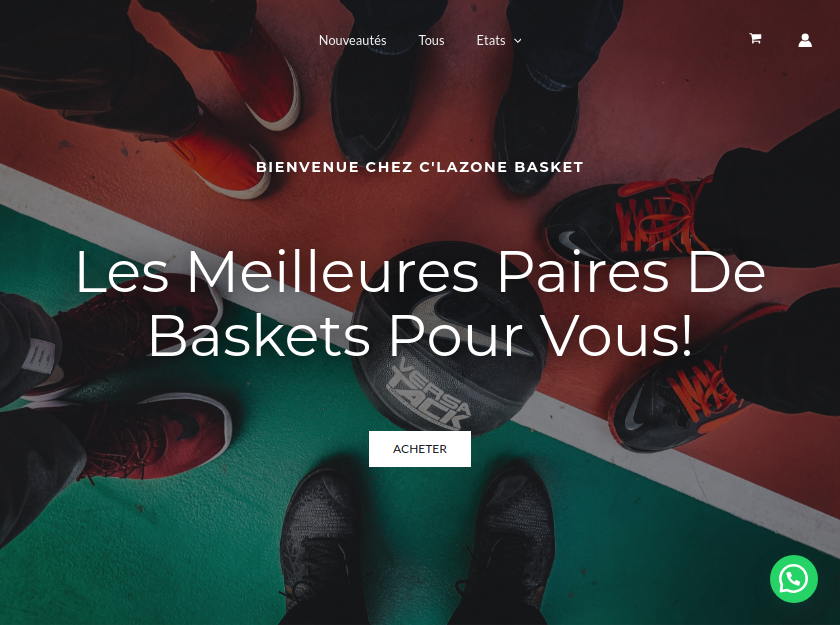 Nouveautés Tous Etats
BIENVENUE CHEZ C'LAZONE BASKET
Les Meilleures Paires De
Baskets Pour Vous!
VERSA
TACK
ACHETER